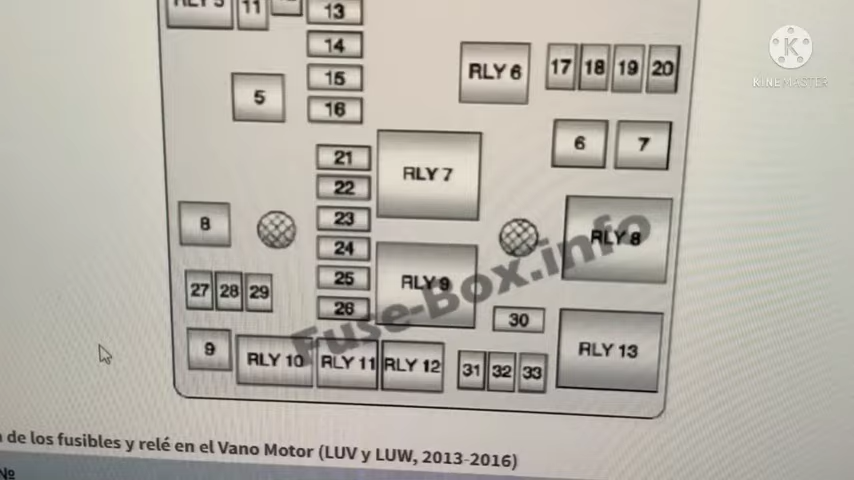 RLY 5 11
13
14
15
16
5
RLY 6
17 18 19 20
6 7
21
22
23
24
25
26
RLY 7
8
RLY 8
RLY 9
27 28 29
30
9
RLY 10 RLY 11 RLY 12
31 32 33
RLY 13
Fuse-Box.info
de los fusibles y relé en el Vano Motor (LUV y LUW, 2013-2016)
Nº
K
KINEMASTER